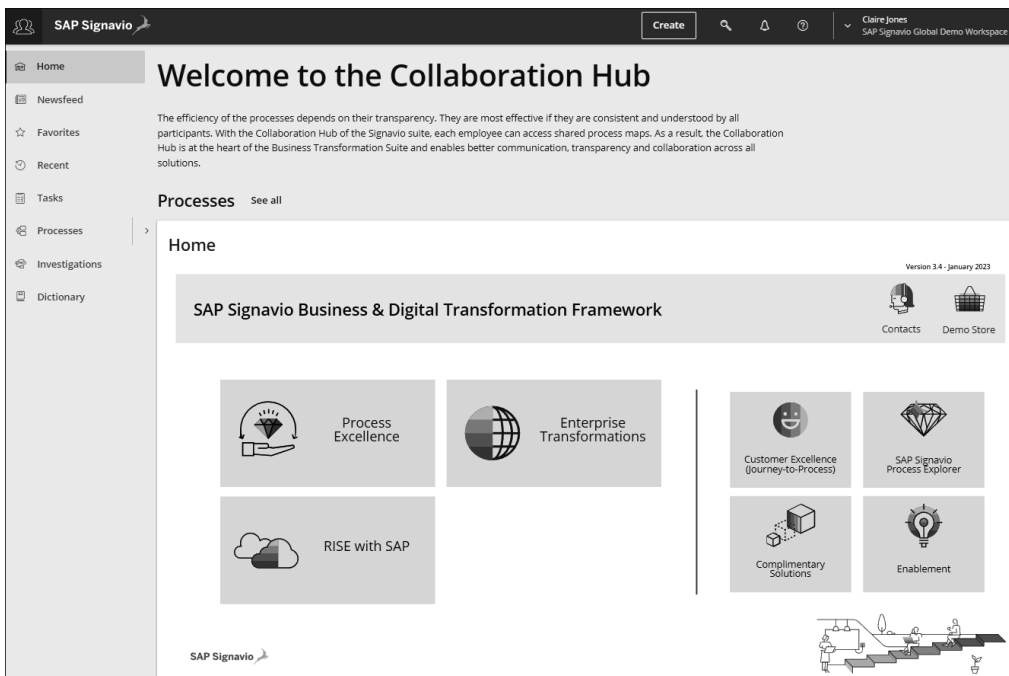 SAP Signavio
Create
Claire Jones
SAP Signavio Global Demo Workspace
Home
Newsfeed
Favorites
Recent
Tasks
Processes
Investigations
Dictionary
Welcome to the Collaboration Hub
The efficiency of the processes depends on their transparency. They are most effective if they are consistent and understood by all
participants. With the Collaboration Hub of the Signavio suite, each employee can access shared process maps. As a result, the Collaboration
Hub is at the heart of the Business Transformation Suite and enables better communication, transparency and collaboration across all
solutions.
Processes See all
Home
Version 3.4 - January 2023
SAP Signavio Business & Digital Transformation Framework
Contacts
Demo Store
Process
Excellence
Enterprise
Transformations
RISE with SAP
Customer Excellence
(Journey-to-Process)
SAP Signavio
Process Explorer
Complimentary
Solutions
Enablement
SAP Signavio